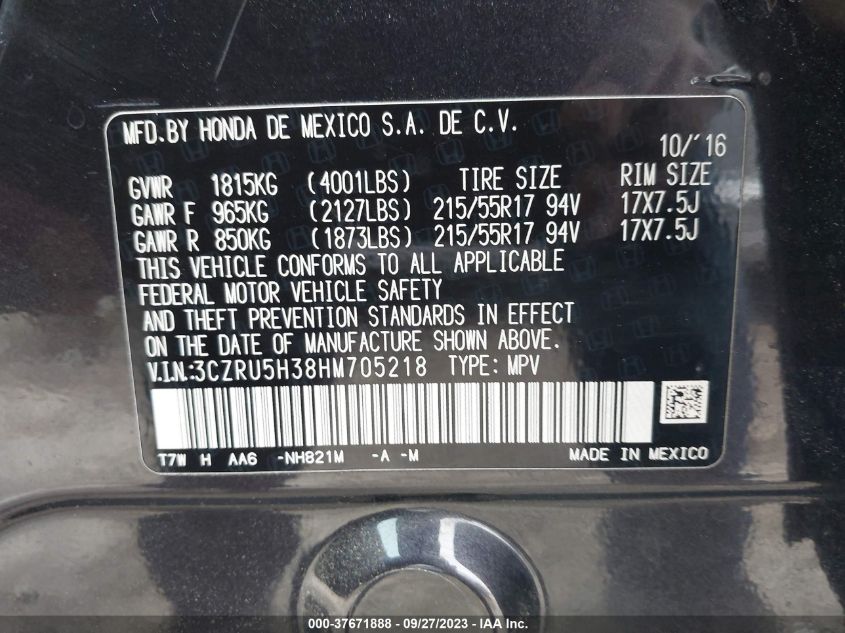 MFD.BY HONDA DE MEXICO S.A. DE C.V.
10/'16
GVWR 1815KG (4001LBS) TIRE SIZE RIM SIZE
GAWR F 965KG (2127LBS) 215/55R17 94V 17X7.5J
GAWR R 850KG (1873LBS) 215/55R17 94V 17X7.5J
THIS VEHICLE CONFORMS TO ALL APPLICABLE
FEDERAL MOTOR VEHICLE SAFETY
AND THEFT PREVENTION STANDARDS IN EFFECT
ON THE DATE OF MANUFACTURE SHOWN ABOVE.
V.I.N.:3CZRU5H38HM705218 TYPE: MPV
T7W H AA6 -NH821M -A -M MADE IN MEXICO
000-37671888 - 09/27/2023 - IAA Inc.